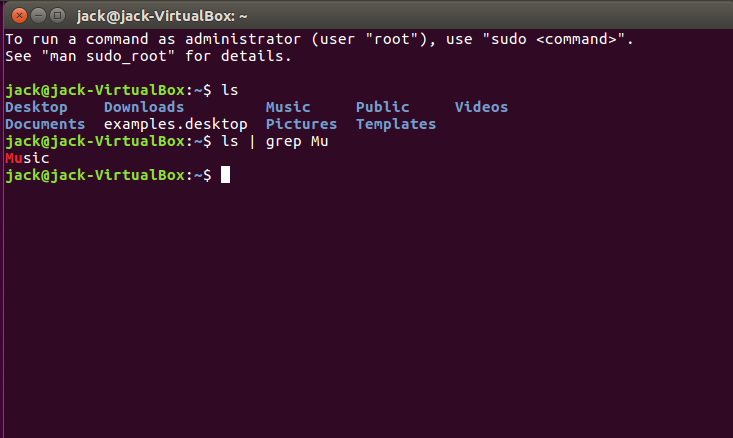 jack@jack-VirtualBox: ~
To run a command as administrator (user "root"), use "sudo <command>".
See "man sudo_root" for details.
jack@jack-VirtualBox:~$ ls
Desktop    Downloads         Music     Public     Videos
Documents  examples.desktop  Pictures  Templates
jack@jack-VirtualBox:~$ ls | grep Mu
Music
jack@jack-VirtualBox:~$